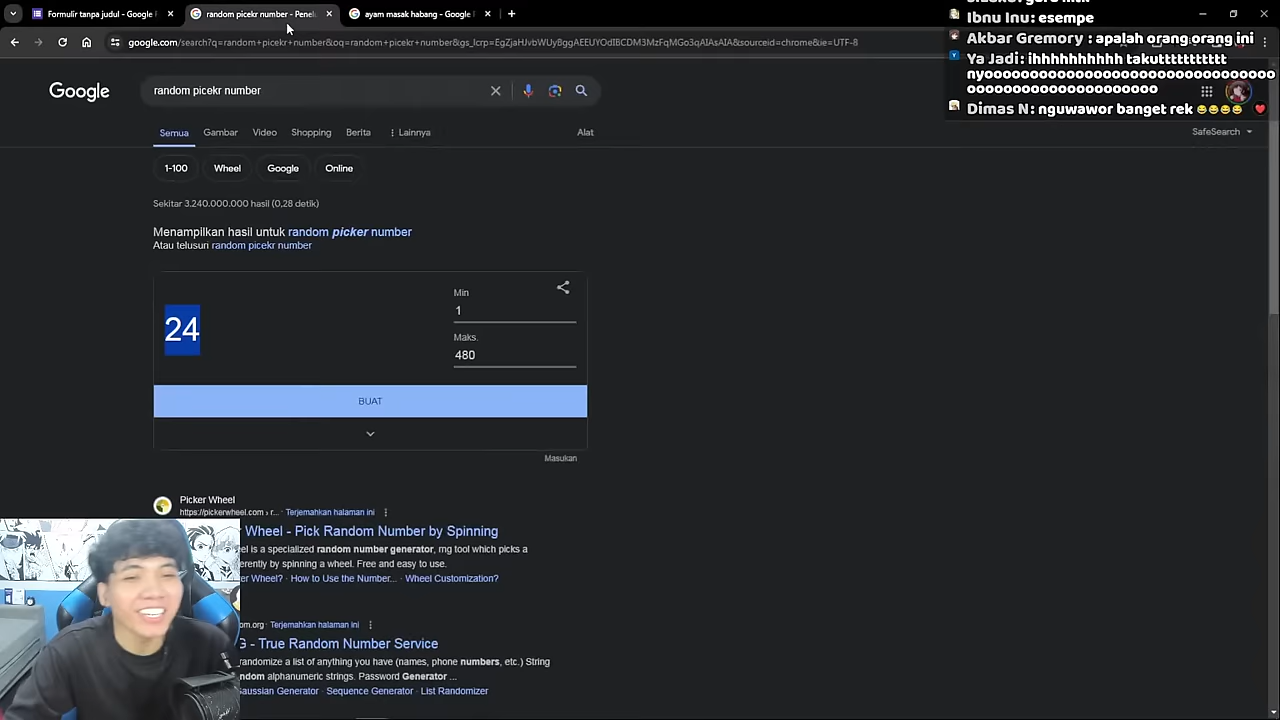 Formulir tanpa judul - Google F
random picekr number - Penelu
ayam masak habang - Google
Ibnu Inu: esempe
Akbar Gremory : apalah orang orang ini
Ya Jadi: ihhhhhhhhhh takutttttttttt
nyooooooooooooooooooooooooooooooooooo
ooooooooooooooooooooo
Dimas N: nguwawor banget rek 😂😂😂😂
google.com/search?q=random+picekr+number&oq=random+picekr+number&gs_lcrp=EgZjaHJvbWUyBggAEEUYOdIBCDM3MzFqMGo3qAIAsAIA&sourceid=chrome&ie=UTF-8
Google
random picekr number
Semua
Gambar
Video
Shopping
Berita
Lainnya
Alat
SafeSearch
1-100
Wheel
Google
Online
Sekitar 3.240.000.000 hasil (0,28 detik)
Menampilkan hasil untuk random picker number
Atau telusuri random picekr number
24
Min
1
Maks.
480
BUAT
Masukan
Picker Wheel
https://pickerwheel.com › r...
Terjemahkan halaman ini
Wheel - Pick Random Number by Spinning
el is a specialized random number generator, rng tool which picks a
erently by spinning a wheel. Free and easy to use.
er Wheel? · How to Use the Number... · Wheel Customization?
om.org
Terjemahkan halaman ini
G - True Random Number Service
randomize a list of anything you have (names, phone numbers, etc.) String
ndom alphanumeric strings. Password Generator ...
Gaussian Generator · Sequence Generator · List Randomizer